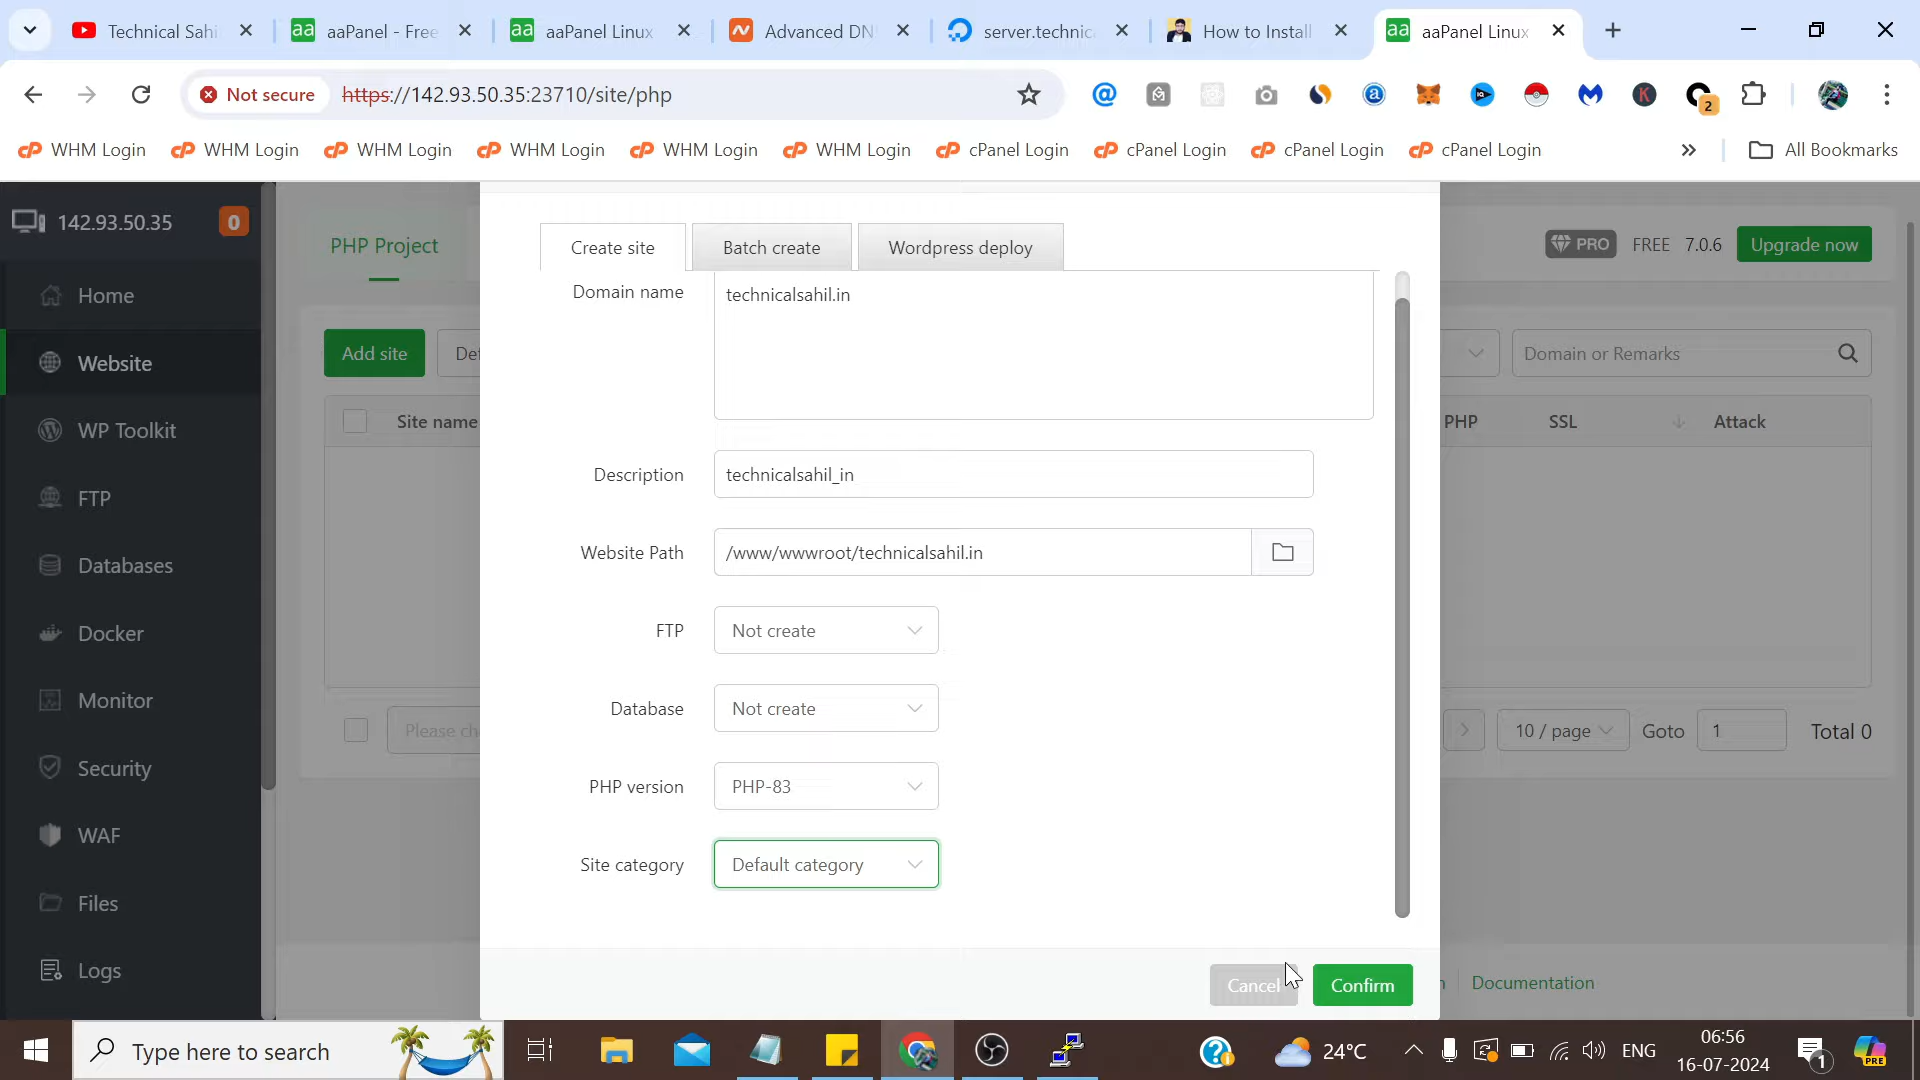 Technical Sahi
aaPanel - Free
aaPanel Linux
Advanced DN
server.technic
How to Install
aaPanel Linux
Not secure https://142.93.50.35:23710/site/php
2
WHM Login WHM Login WHM Login WHM Login WHM Login WHM Login cPanel Login cPanel Login cPanel Login cPanel Login » All Bookmarks
142.93.50.35 0
Home
Website
WP Toolkit
FTP
Databases
Docker
Monitor
Security
WAF
Files
Logs
PHP Project
PRO FREE 7.0.6 Upgrade now
Add site
Def
Domain or Remarks
Site name
PHP SSL Attack
Please ch
10 / page Goto 1 Total 0
Documentation
Create site Batch create Wordpress deploy
Domain name technicalsahil.in
Description technicalsahil_in
Website Path /www/wwwroot/technicalsahil.in
FTP Not create
Database Not create
PHP version PHP-83
Site category Default category
Cancel Confirm
Type here to search
24°C
ENG
06:56
16-07-2024
1
PRE